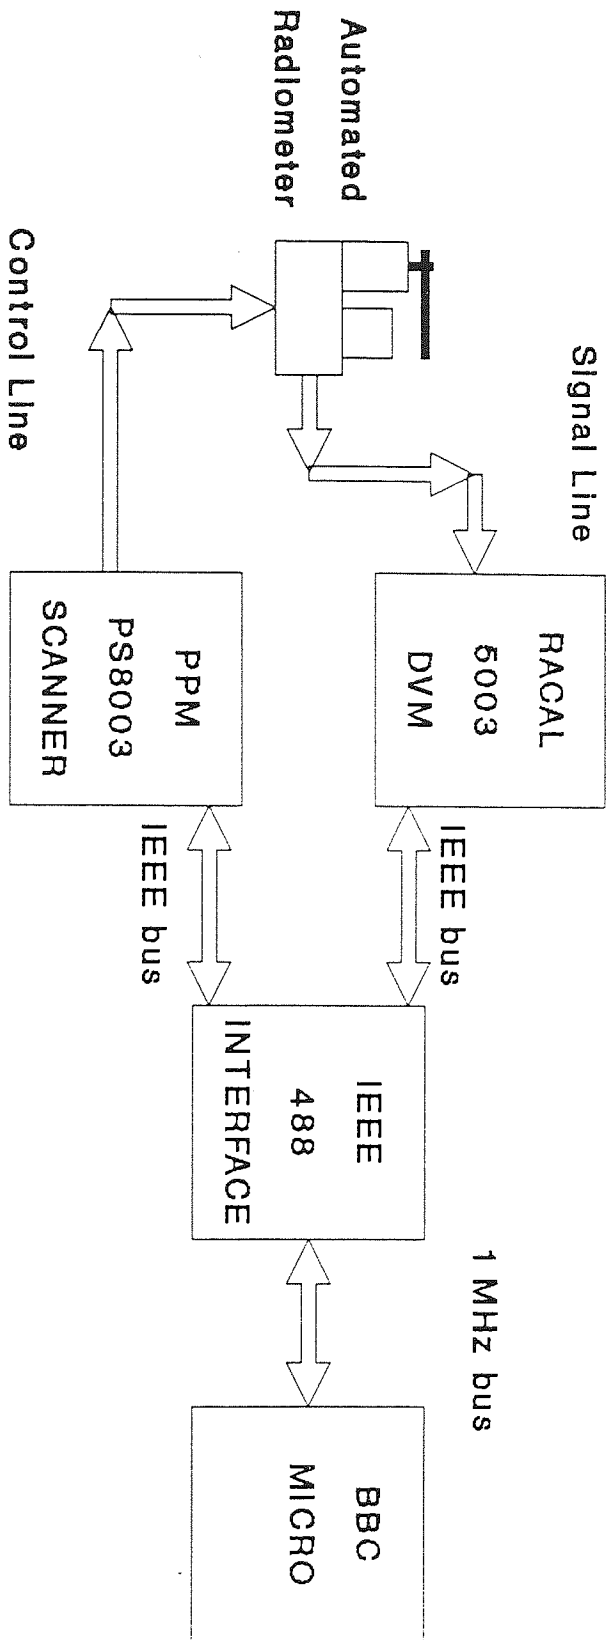 Automated
Radiometer
Signal Line
RACAL
5003
DVM
IEEE bus
Control Line
PPM
PS8003
SCANNER
IEEE bus
IEEE
488
INTERFACE
1 MHz bus
BBC
MICRO